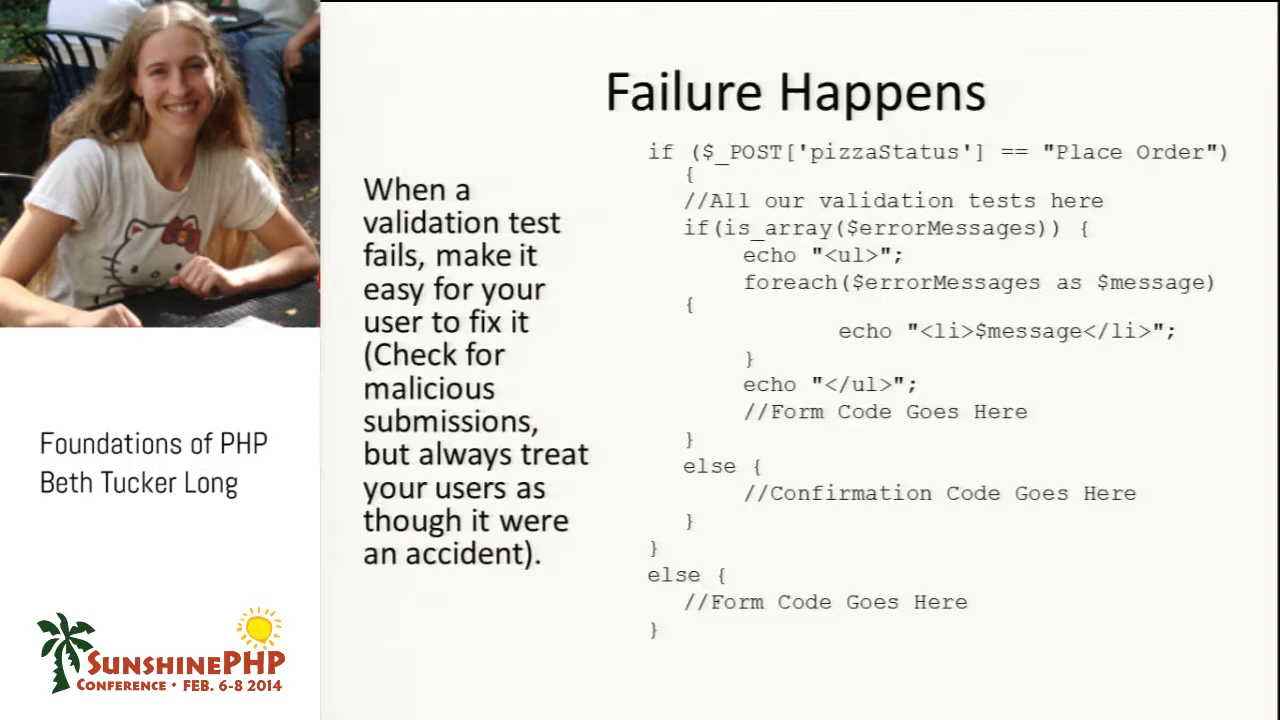 Failure Happens
When a
validation test
fails, make it
easy for your
user to fix it
(Check for
malicious
submissions,
but always treat
your users as
though it were
an accident).
if ($_POST['pizzaStatus'] == "Place Order")
{
//All our validation tests here
if(is_array($errorMessages)) {
echo "<ul>";
foreach($errorMessages as $message)
{
echo "<li>$message</li>";
}
echo "</ul>";
//Form Code Goes Here
}
else {
//Confirmation Code Goes Here
}
}
else {
//Form Code Goes Here
}
Foundations of PHP
Beth Tucker Long
SUNSHINEPHP
CONFERENCE • FEB. 6-8 2014